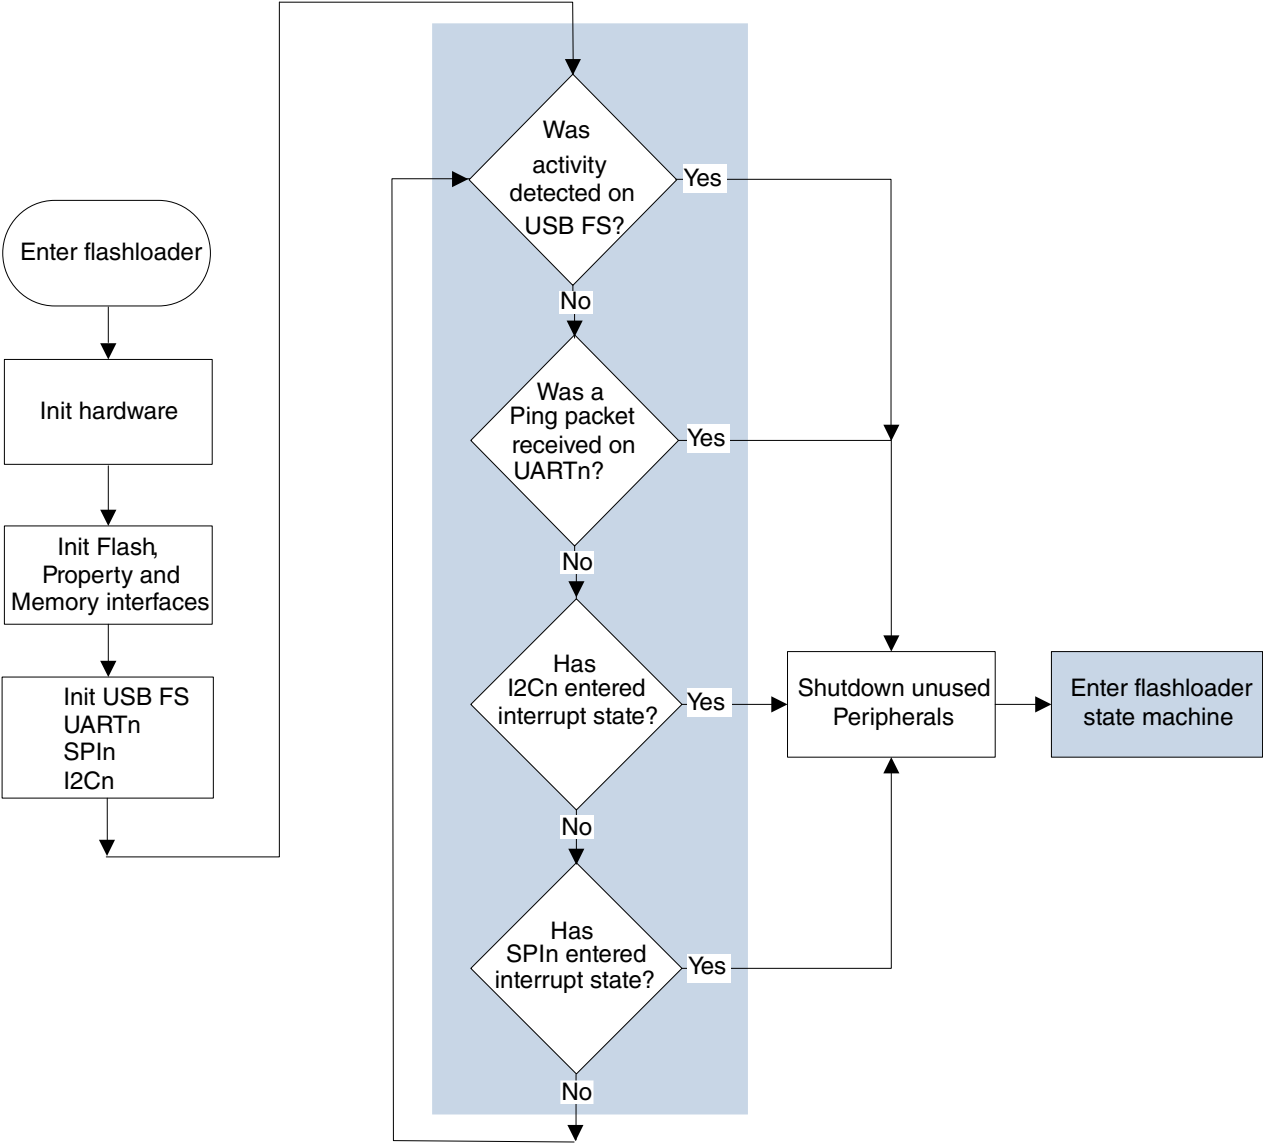 Enter flashloader
Init hardware
Init Flash,
Property and
Memory interfaces
Init USB FS
UARTn
SPIn
I2Cn
Was
activity
detected on
USB FS?
Yes
No
Was a
Ping packet
received on
UARTn?
Yes
No
Has
I2Cn entered
interrupt state?
Yes
No
Has
SPIn entered
interrupt state?
Yes
No
Shutdown unused
Peripherals
Enter flashloader
state machine